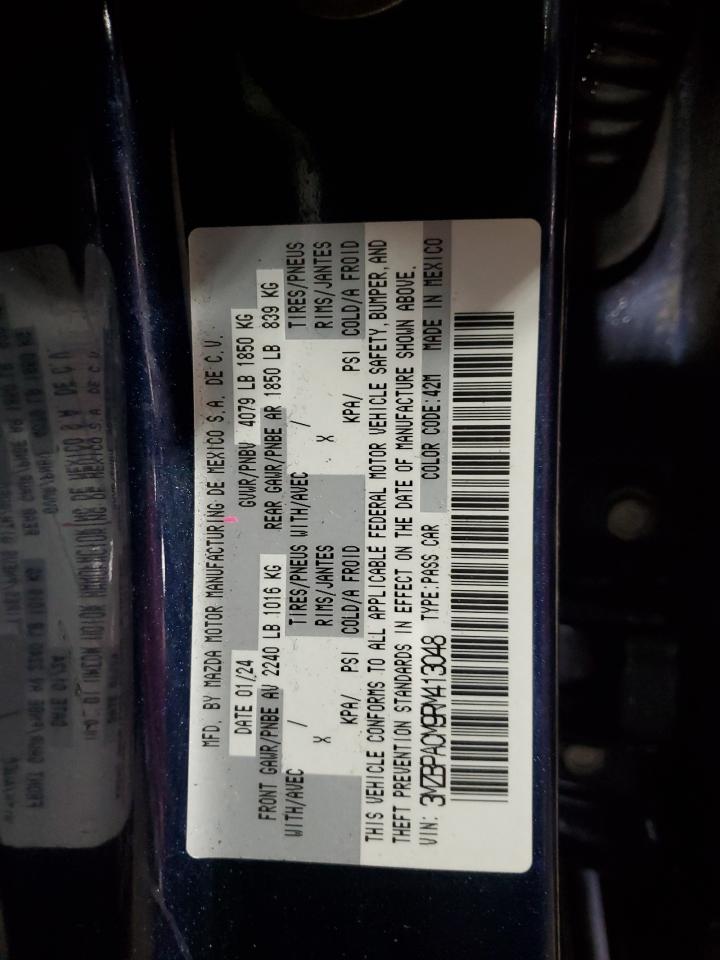 MFD. BY MAZDA MOTOR MANUFACTURING DE MEXICO S.A. DE C.V.
DATE 01/24 GVWR/PNBV 4079 LB 1850 KG
FRONT GAWR/PNBE AV 2240 LB 1016 KG REAR GAWR/PNBE AR 1850 LB 839 KG
WITH/AVEC / TIRES/PNEUS WITH/AVEC / TIRES/PNEUS
X RIMS/JANTES X RIMS/JANTES
KPA/ PSI COLD/A FROID KPA/ PSI COLD/A FROID
THIS VEHICLE CONFORMS TO ALL APPLICABLE FEDERAL MOTOR VEHICLE SAFETY, BUMPER, AND
THEFT PREVENTION STANDARDS IN EFFECT ON THE DATE OF MANUFACTURE SHOWN ABOVE.
VIN: 3MZBPACM9RM413048 TYPE:PASS CAR COLOR CODE:42M MADE IN MEXICO